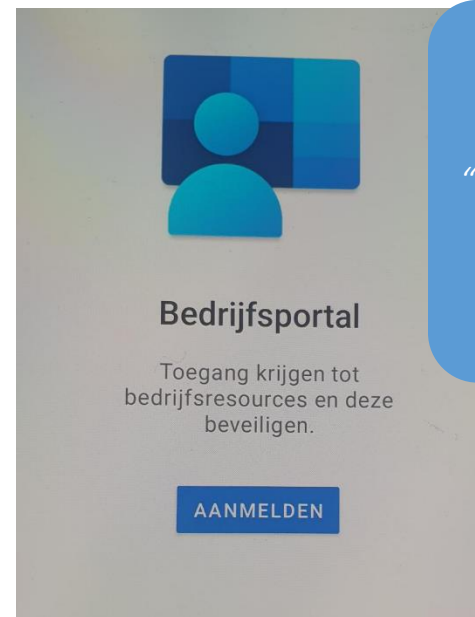 Bedrijfsportal
Toegang krijgen tot
bedrijfsresources en deze
beveiligen.
AANMELDEN
“